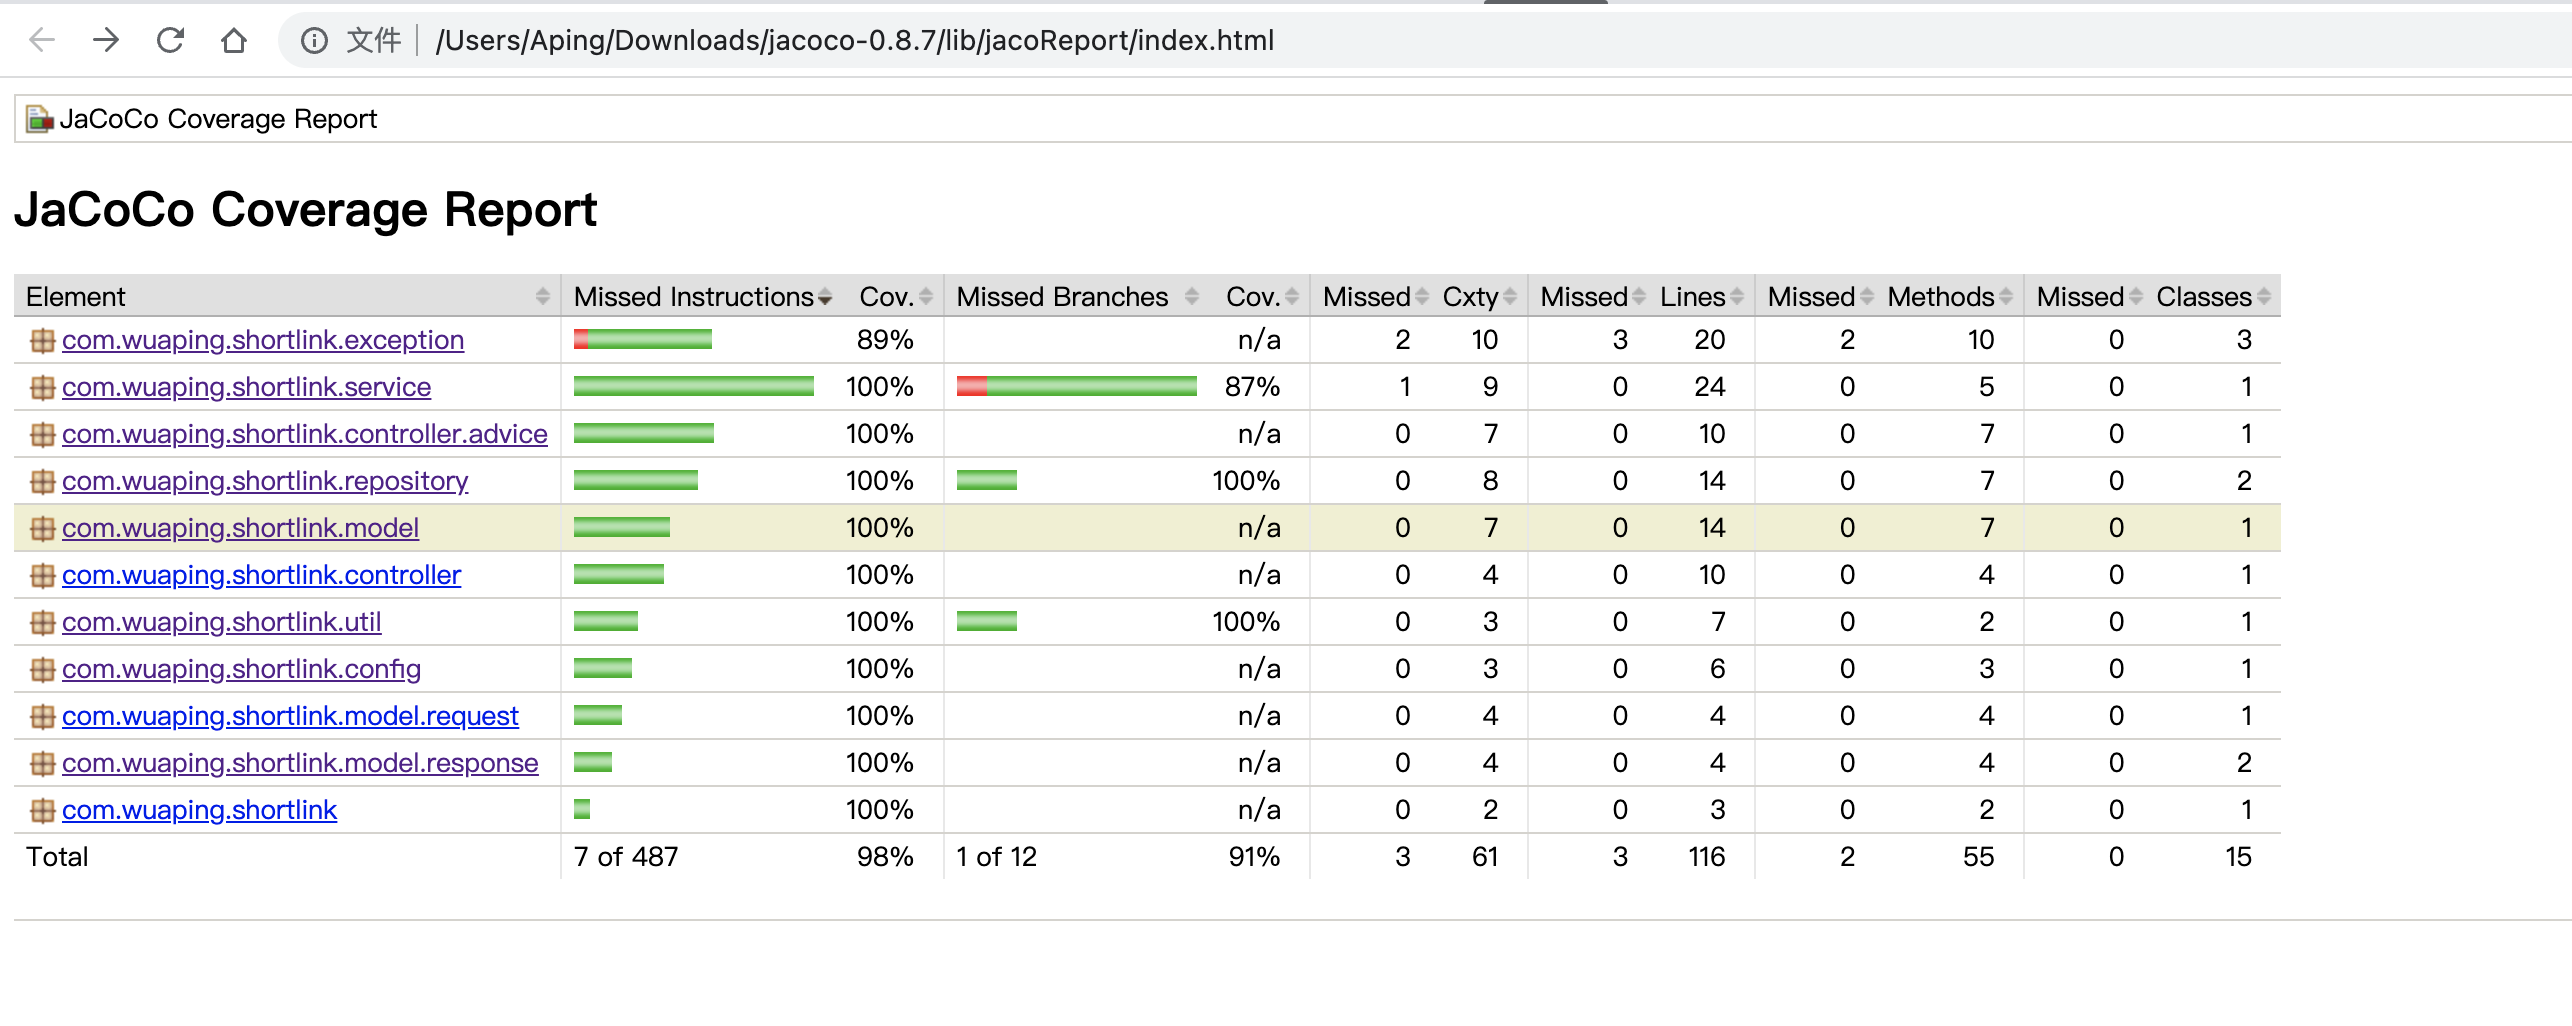 文件 /Users/Aping/Downloads/jacoco-0.8.7/lib/jacoReport/index.html
JaCoCo Coverage Report
JaCoCo Coverage Report
Element Missed Instructions Cov. Missed Branches Cov. Missed Cxty Missed Lines Missed Methods Missed Classes
com.wuaping.shortlink.exception 89% n/a 2 10 3 20 2 10 0 3
com.wuaping.shortlink.service 100% 87% 1 9 0 24 0 5 0 1
com.wuaping.shortlink.controller.advice 100% n/a 0 7 0 10 0 7 0 1
com.wuaping.shortlink.repository 100% 100% 0 8 0 14 0 7 0 2
com.wuaping.shortlink.model 100% n/a 0 7 0 14 0 7 0 1
com.wuaping.shortlink.controller 100% n/a 0 4 0 10 0 4 0 1
com.wuaping.shortlink.util 100% 100% 0 3 0 7 0 2 0 1
com.wuaping.shortlink.config 100% n/a 0 3 0 6 0 3 0 1
com.wuaping.shortlink.model.request 100% n/a 0 4 0 4 0 4 0 1
com.wuaping.shortlink.model.response 100% n/a 0 4 0 4 0 4 0 2
com.wuaping.shortlink 100% n/a 0 2 0 3 0 2 0 1
Total 7 of 487 98% 1 of 12 91% 3 61 3 116 2 55 0 15